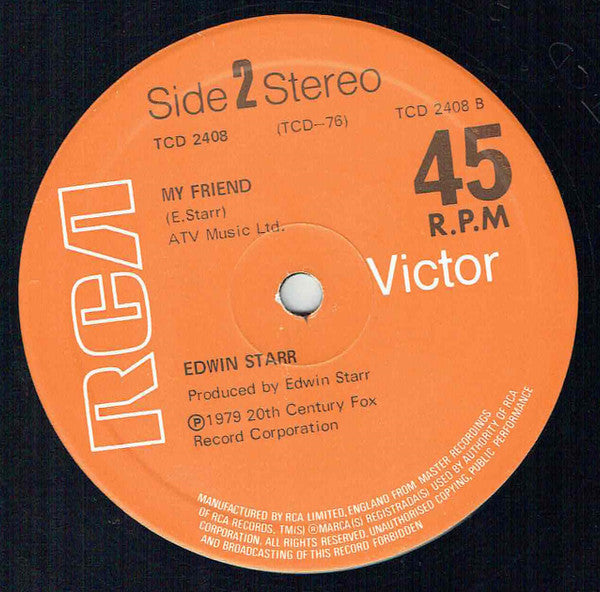 Side 2 Stereo
TCD 2408 (TCD--76) TCD 2408 B
45
R.P.M
MY FRIEND
(E.Starr)
ATV Music Ltd.
RCA
Victor
EDWIN STARR
Produced by Edwin Starr
Ⓟ1979 20th Century Fox
Record Corporation
MANUFACTURED BY RCA LIMITED, ENGLAND FROM MASTER RECORDINGS
OF RCA RECORDS, TM(S) ® MARCA(S) REGISTRADA(S) USED BY AUTHORITY OF RCA
CORPORATION. ALL RIGHTS RESERVED. UNAUTHORISED COPYING, PUBLIC PERFORMANCE
AND BROADCASTING OF THIS RECORD FORBIDDEN